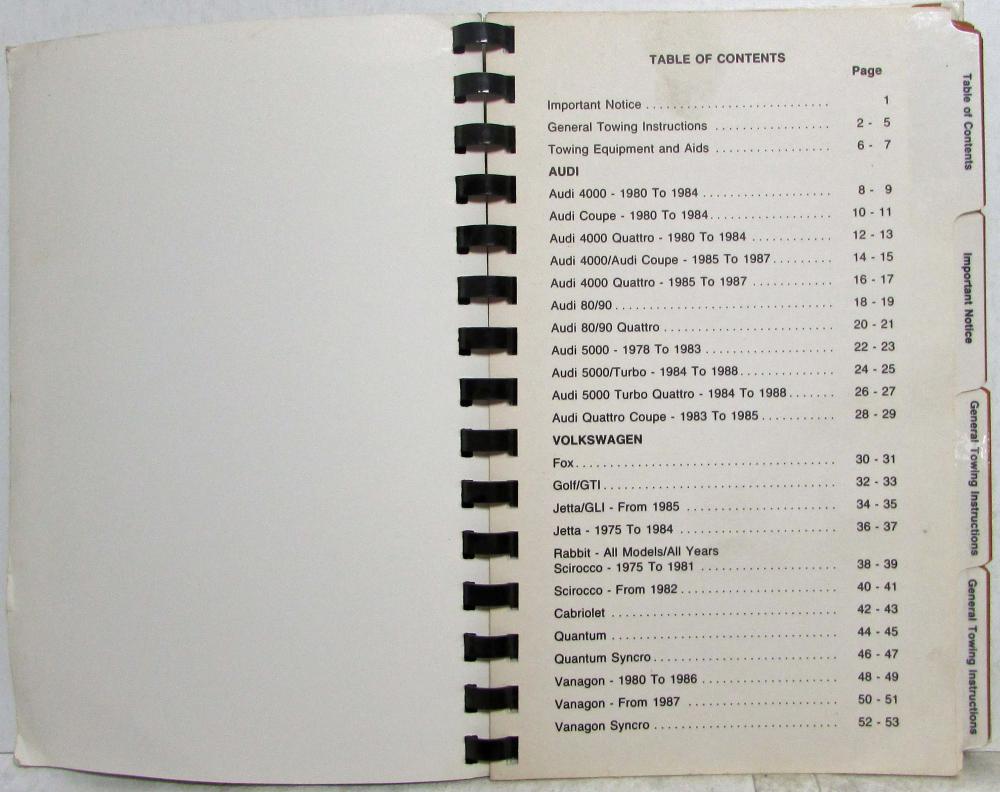 TABLE OF CONTENTS
Page
Important Notice ........................... 1
General Towing Instructions ................. 2 - 5
Towing Equipment and Aids ................. 6 - 7
AUDI
Audi 4000 - 1980 To 1984 ................... 8 - 9
Audi Coupe - 1980 To 1984.................. 10 - 11
Audi 4000 Quattro - 1980 To 1984 ............ 12 - 13
Audi 4000/Audi Coupe - 1985 To 1987......... 14 - 15
Audi 4000 Quattro - 1985 To 1987 ............ 16 - 17
Audi 80/90 ................................ 18 - 19
Audi 80/90 Quattro ......................... 20 - 21
Audi 5000 - 1978 To 1983 ................... 22 - 23
Audi 5000/Turbo - 1984 To 1988.............. 24 - 25
Audi 5000 Turbo Quattro - 1984 To 1988....... 26 - 27
Audi Quattro Coupe - 1983 To 1985........... 28 - 29
VOLKSWAGEN
Fox...................................... 30 - 31
Golf/GTI.................................. 32 - 33
Jetta/GLI - From 1985 ...................... 34 - 35
Jetta - 1975 To 1984 ....................... 36 - 37
Rabbit - All Models/All Years
Scirocco - 1975 To 1981 .................... 38 - 39
Scirocco - From 1982....................... 40 - 41
Cabriolet ................................. 42 - 43
Quantum ................................. 44 - 45
Quantum Syncro........................... 46 - 47
Vanagon - 1980 To 1986 .................... 48 - 49
Vanagon - From 1987 ...................... 50 - 51
Vanagon Syncro ........................... 52 - 53
Table of Contents
Important Notice
General Towing Instructions
General Towing Instructions